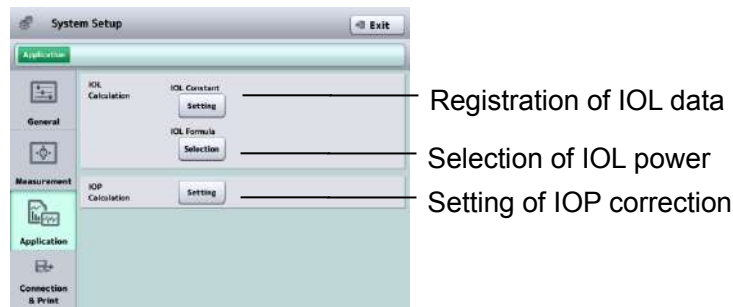 System Setup
Exit
Application
IOL
Calculation
IOL Constant
Setting
Registration of IOL data
General
IOL Formula
Selection
Selection of IOL power
Measurement
IOP
Calculation
Setting
Setting of IOP correction
Application
Connection
& Print